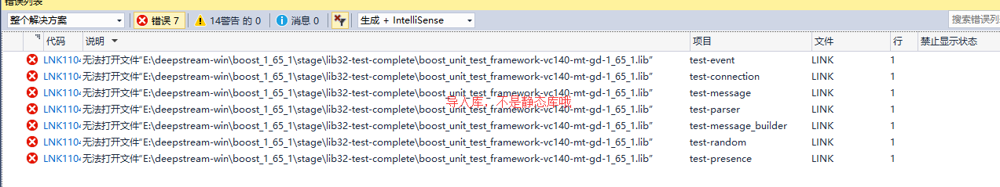 错误列表
整个解决方案 错误 7 14警告 的 0 消息 0 生成 + IntelliSense 搜索错误列
代码 说明 项目 文件 行 禁止显示状态
LNK1104 无法打开文件“E:\deepstream-win\boost_1_65_1\stage\lib32-test-complete\boost_unit_test_framework-vc140-mt-gd-1_65_1.lib” test-event LINK 1
LNK1104 无法打开文件“E:\deepstream-win\boost_1_65_1\stage\lib32-test-complete\boost_unit_test_framework-vc140-mt-gd-1_65_1.lib” test-connection LINK 1
LNK1104 无法打开文件“E:\deepstream-win\boost_1_65_1\stage\lib32-test-complete\boost_unit_test_framework-vc140-mt-gd-1_65_1.lib” test-message LINK 1
导入库，不是静态库哦
LNK1104 无法打开文件“E:\deepstream-win\boost_1_65_1\stage\lib32-test-complete\boost_unit_test_framework-vc140-mt-gd-1_65_1.lib” test-parser LINK 1
LNK1104 无法打开文件“E:\deepstream-win\boost_1_65_1\stage\lib32-test-complete\boost_unit_test_framework-vc140-mt-gd-1_65_1.lib” test-message_builder LINK 1
LNK1104 无法打开文件“E:\deepstream-win\boost_1_65_1\stage\lib32-test-complete\boost_unit_test_framework-vc140-mt-gd-1_65_1.lib” test-random LINK 1
LNK1104 无法打开文件“E:\deepstream-win\boost_1_65_1\stage\lib32-test-complete\boost_unit_test_framework-vc140-mt-gd-1_65_1.lib” test-presence LINK 1